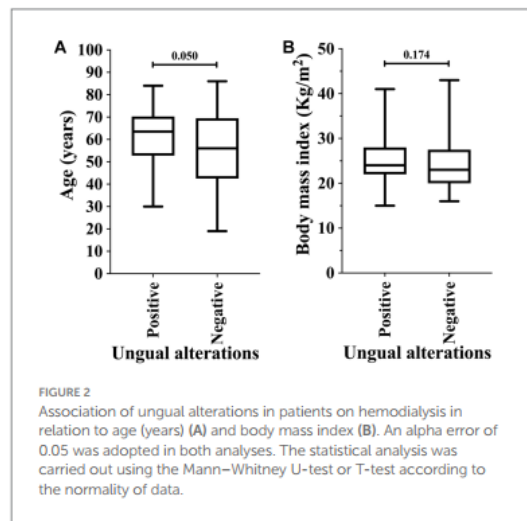 A
0.050
100
90
80
70
60
50
40
30
20
10
0
Age (years)
Positive
Negative
Ungual alterations
B
0.174
50
40
30
20
10
0
Body mass index (Kg/m²)
Positive
Negative
Ungual alterations
FIGURE 2
Association of ungual alterations in patients on hemodialysis in
relation to age (years) (A) and body mass index (B). An alpha error of
0.05 was adopted in both analyses. The statistical analysis was
carried out using the Mann–Whitney U-test or T-test according to
the normality of data.